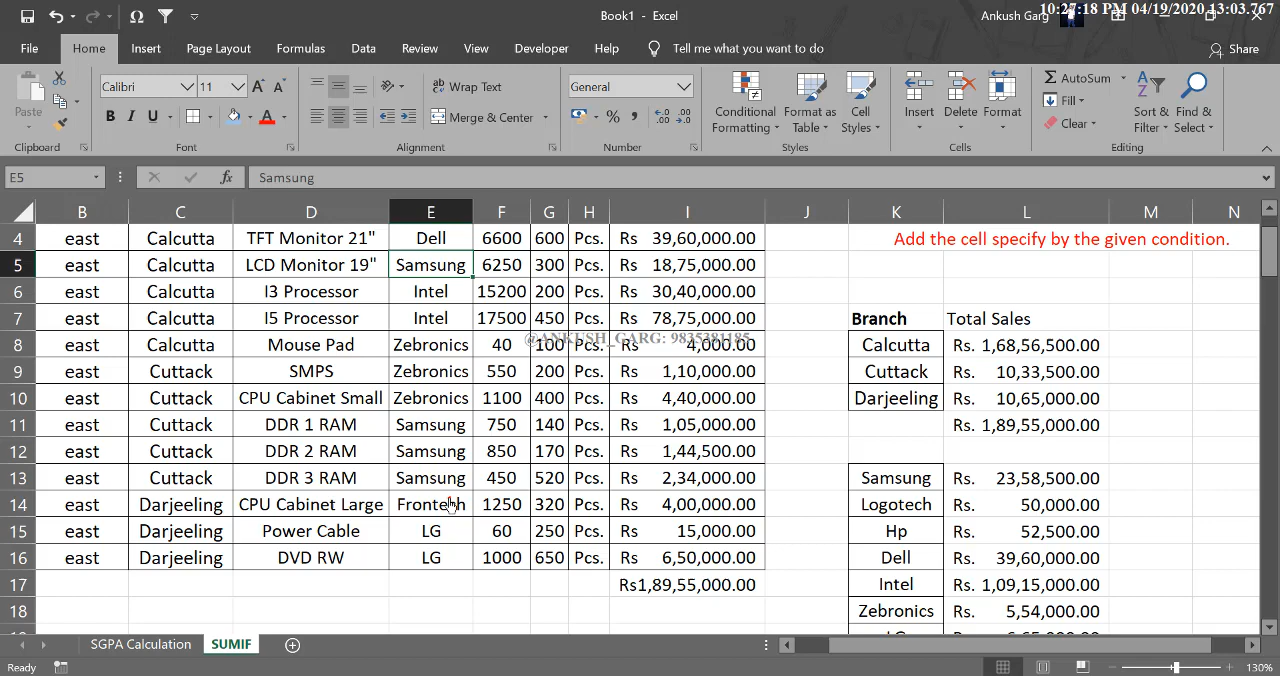 Book1 - Excel
Ankush Garg
10:27:18 PM 04/19/2020 13:03.767
File Home Insert Page Layout Formulas Data Review View Developer Help Tell me what you want to do Share
Calibri 11 General
Paste Wrap Text Merge & Center Conditional Formatting Format as Table Cell Styles Insert Delete Format AutoSum Fill Clear Sort & Filter Find & Select
Clipboard Font Alignment Number Styles Cells Editing
E5 fx Samsung
B C D E F G H I J K L M N
4 east Calcutta TFT Monitor 21" Dell 6600 600 Pcs. Rs 39,60,000.00 Add the cell specify by the given condition.
5 east Calcutta LCD Monitor 19" Samsung 6250 300 Pcs. Rs 18,75,000.00
6 east Calcutta I3 Processor Intel 15200 200 Pcs. Rs 30,40,000.00
7 east Calcutta I5 Processor Intel 17500 450 Pcs. Rs 78,75,000.00 Branch Total Sales
@ANKUSH_GARG: 9835381185
8 east Calcutta Mouse Pad Zebronics 40 100 Pcs. Rs 4,000.00 Calcutta Rs. 1,68,56,500.00
9 east Cuttack SMPS Zebronics 550 200 Pcs. Rs 1,10,000.00 Cuttack Rs. 10,33,500.00
10 east Cuttack CPU Cabinet Small Zebronics 1100 400 Pcs. Rs 4,40,000.00 Darjeeling Rs. 10,65,000.00
11 east Cuttack DDR 1 RAM Samsung 750 140 Pcs. Rs 1,05,000.00 Rs. 1,89,55,000.00
12 east Cuttack DDR 2 RAM Samsung 850 170 Pcs. Rs 1,44,500.00
13 east Cuttack DDR 3 RAM Samsung 450 520 Pcs. Rs 2,34,000.00 Samsung Rs. 23,58,500.00
14 east Darjeeling CPU Cabinet Large Frontech 1250 320 Pcs. Rs 4,00,000.00 Logotech Rs. 50,000.00
15 east Darjeeling Power Cable LG 60 250 Pcs. Rs 15,000.00 Hp Rs. 52,500.00
16 east Darjeeling DVD RW LG 1000 650 Pcs. Rs 6,50,000.00 Dell Rs. 39,60,000.00
17 Rs1,89,55,000.00 Intel Rs. 1,09,15,000.00
18 Zebronics Rs. 5,54,000.00
SGPA Calculation SUMIF
Ready 130%